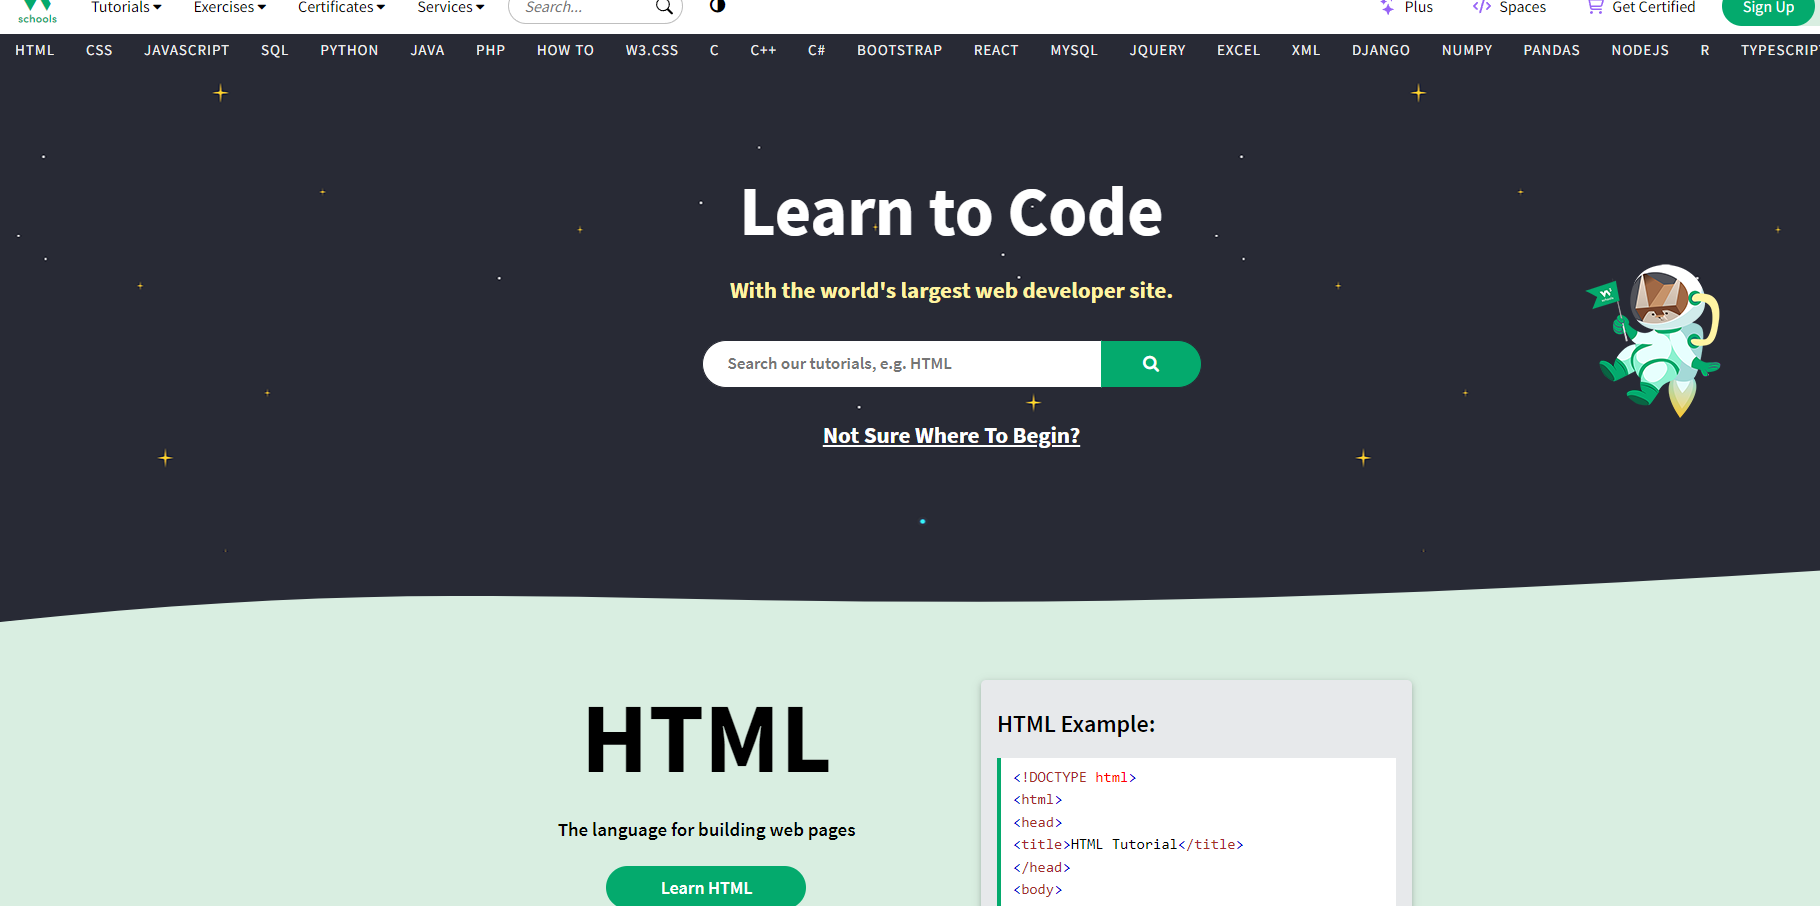 schools Tutorials Exercises Certificates Services Search... Plus Spaces Get Certified Sign Up
HTML CSS JAVASCRIPT SQL PYTHON JAVA PHP HOW TO W3.CSS C C++ C# BOOTSTRAP REACT MYSQL JQUERY EXCEL XML DJANGO NUMPY PANDAS NODEJS R TYPESCRIP
Learn to Code
With the world's largest web developer site.
Search our tutorials, e.g. HTML
Not Sure Where To Begin?
HTML
The language for building web pages
Learn HTML
HTML Example:
<!DOCTYPE html>
<html>
<head>
<title>HTML Tutorial</title>
</head>
<body>